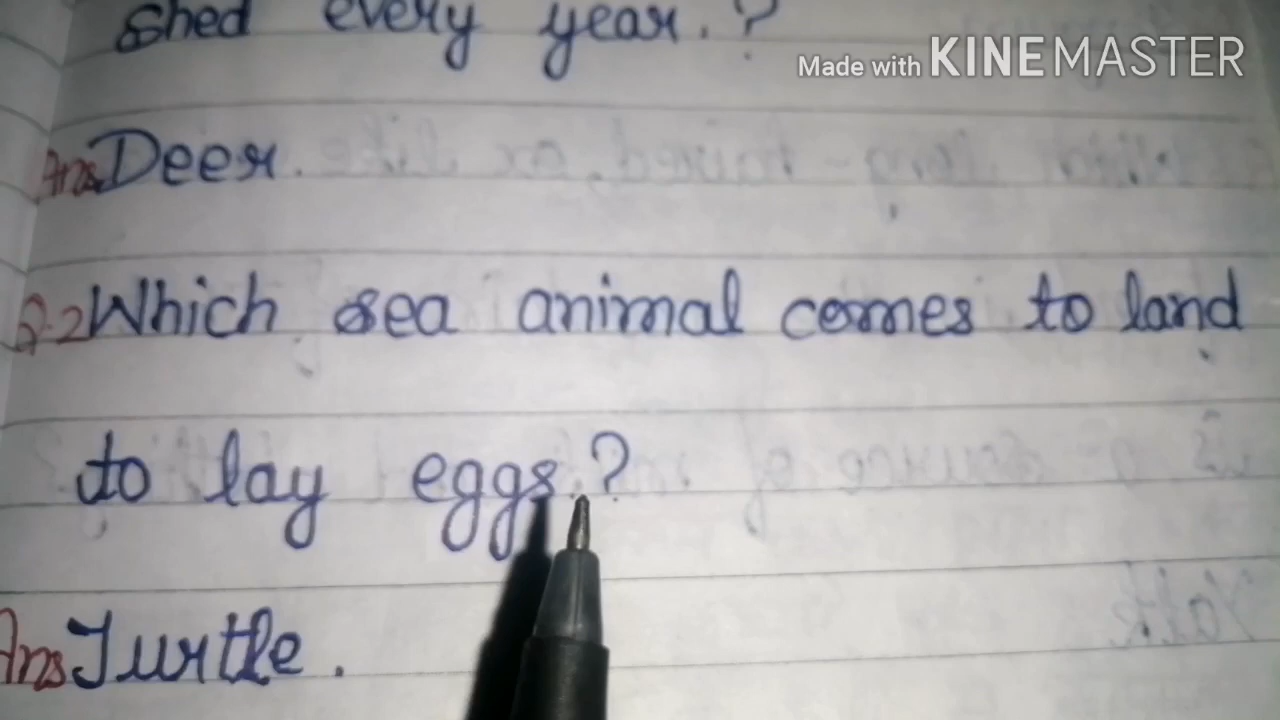 shed every year.?
Made with KINEMASTER
Ans Deer.
Q.2 Which sea animal comes to land
to lay eggs.?
Ans Turtle.